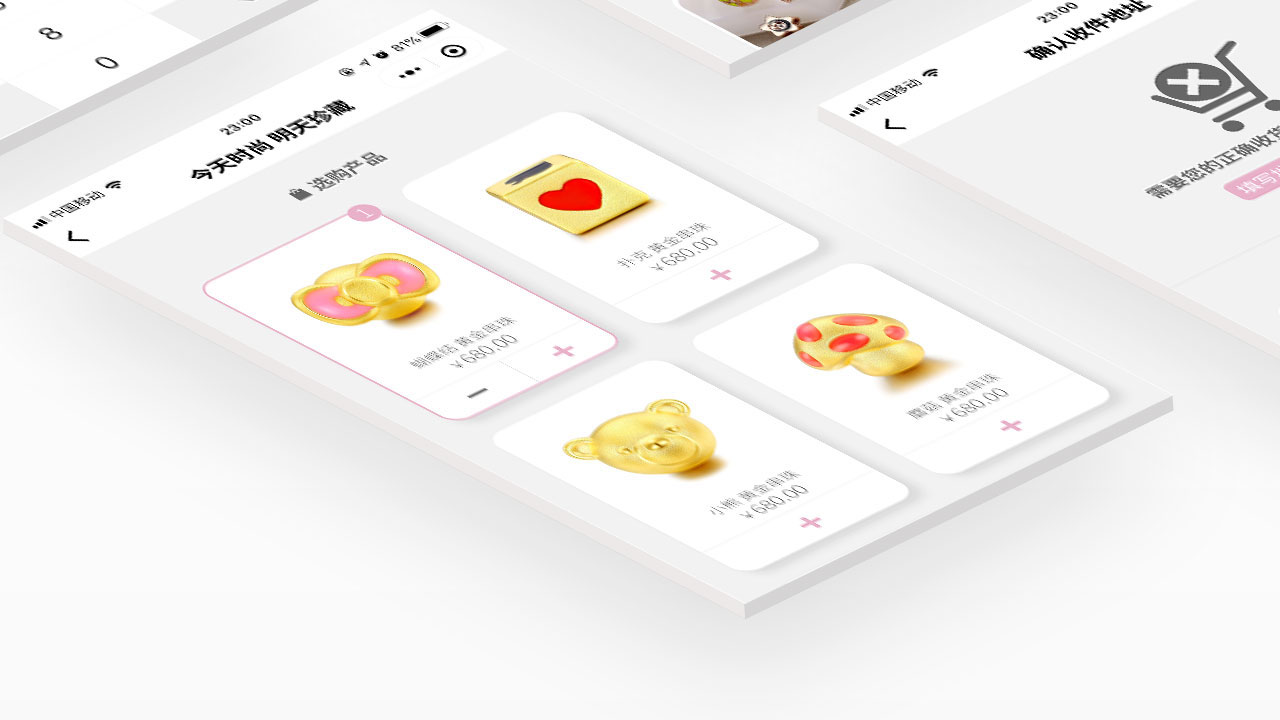 8
0
中国移动
23:00
81%
今天时尚 明天珍藏
选购产品
1
蝴蝶结 黄金串珠
￥680.00
扑克 黄金串珠
￥680.00
小熊 黄金串珠
￥680.00
蘑菇 黄金串珠
￥680.00
中国移动
23:00
确认收件地址
需要您的正确收
填写